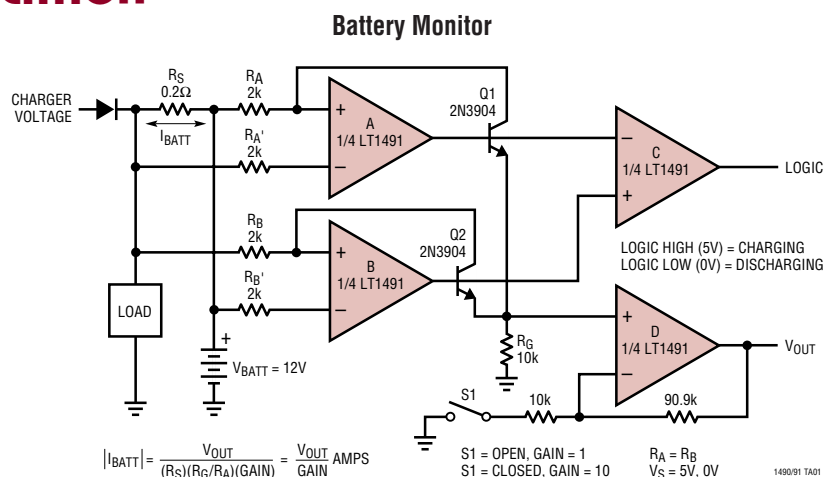 Battery Monitor
CHARGER
VOLTAGE
RS
0.2Ω
IBATT
RA
2k
RA'
2k
+
–
A
1/4 LT1491
Q1
2N3904
–
+
C
1/4 LT1491
LOGIC
LOGIC HIGH (5V) = CHARGING
LOGIC LOW (0V) = DISCHARGING
RB
2k
RB'
2k
+
–
B
1/4 LT1491
Q2
2N3904
LOAD
+
VBATT = 12V
RG
10k
+
–
D
1/4 LT1491
VOUT
S1
10k
90.9k
|IBATT| = VOUT / (RS)(RG/RA)(GAIN) = VOUT / GAIN AMPS
S1 = OPEN, GAIN = 1
S1 = CLOSED, GAIN = 10
RA = RB
VS = 5V, 0V
1490/91 TA01